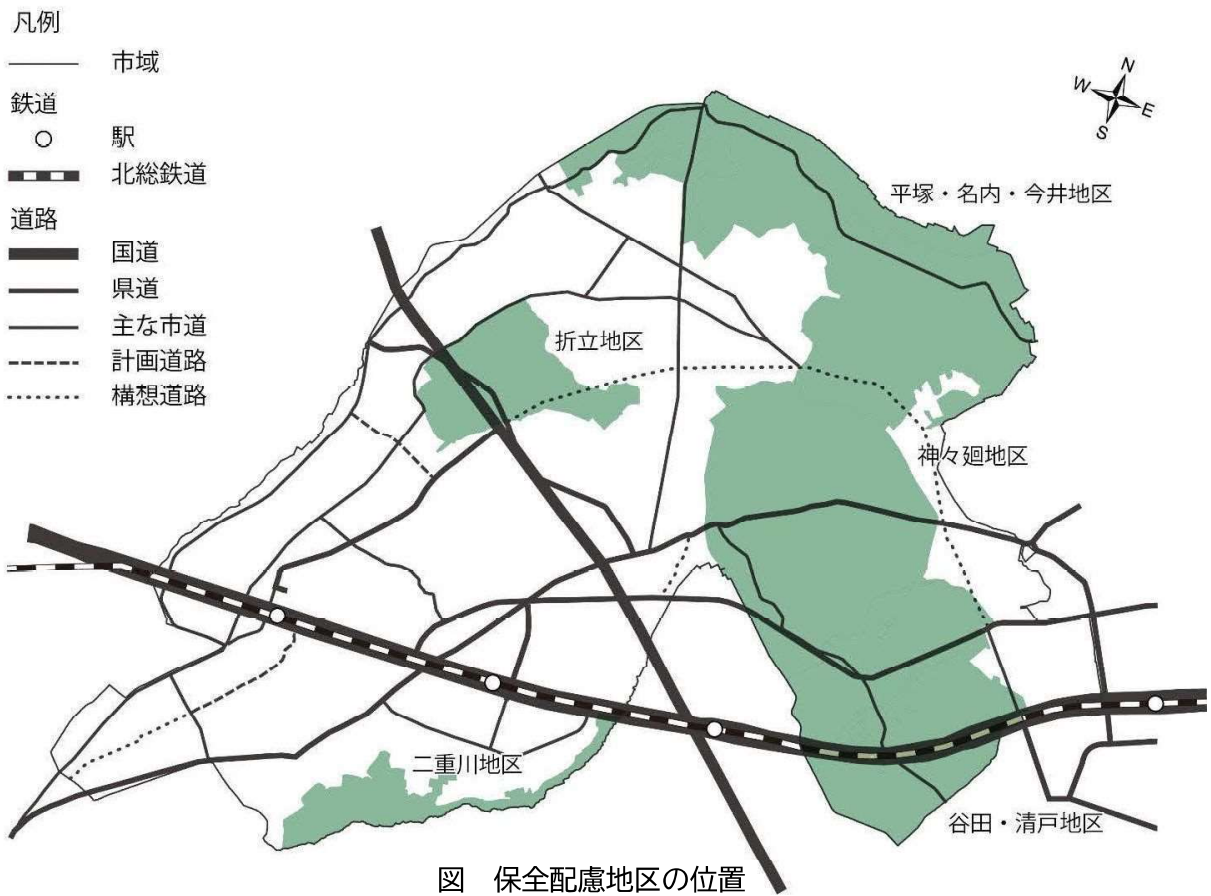 凡例
市域
鉄道
駅
北総鉄道
道路
国道
県道
主な市道
計画道路
構想道路
N
W
E
S
平塚・名内・今井地区
折立地区
神々廻地区
二重川地区
谷田・清戸地区
図 保全配慮地区の位置